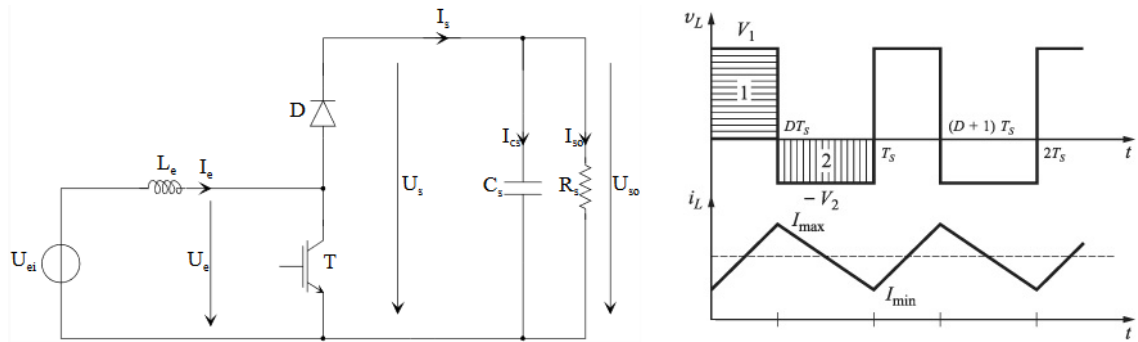 I_s
D
I_cs
I_so
L_e
I_e
U_s
C_s
R_s
U_so
U_ei
U_e
T
v_L
V_1
1
DT_S
(D + 1) T_S
2
T_S
2T_S
t
− V_2
i_L
I_max
I_min
t